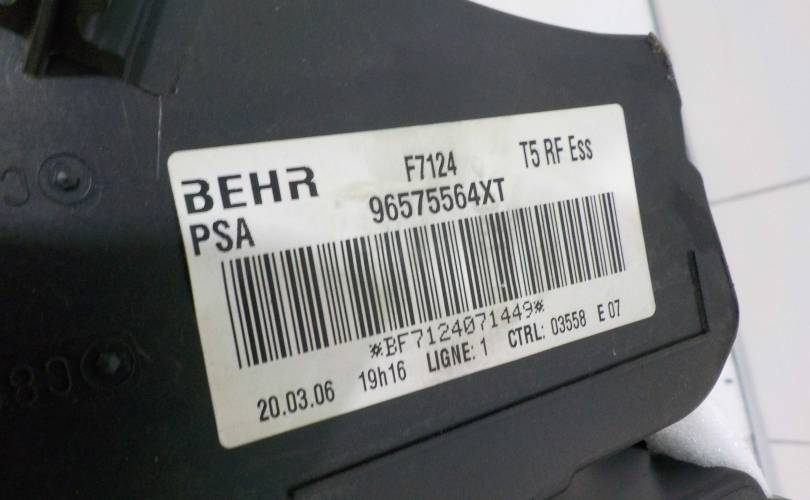 BEHR F7124 T5 RF Ess
PSA 96575564XT
*BF7124071449*
20.03.06 19h16 LIGNE: 1 CTRL: 03558 E 07